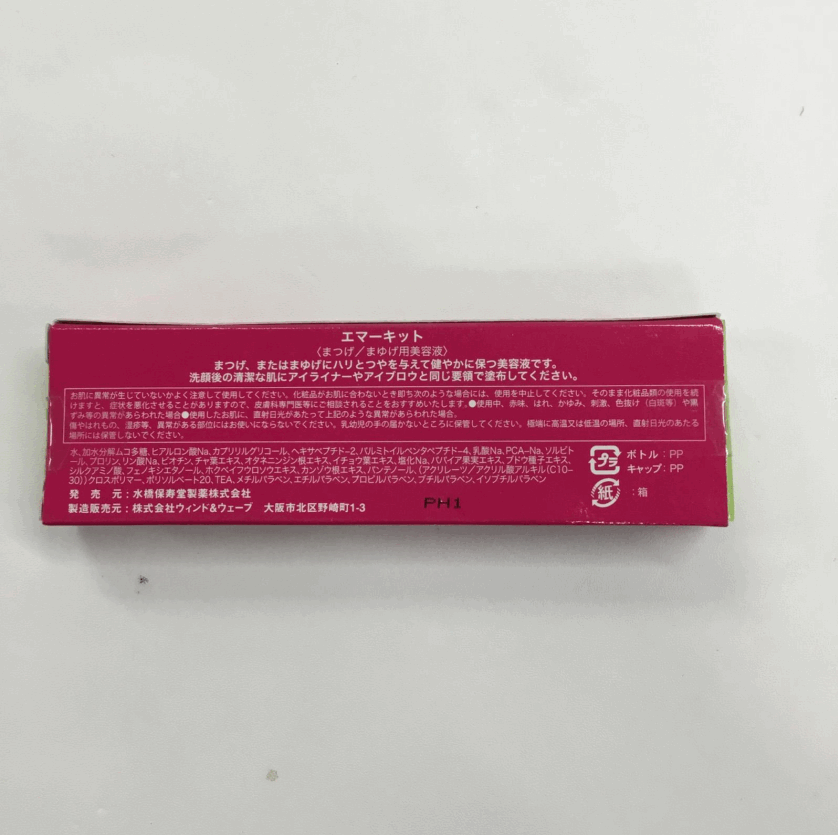 エマーキット
〈まつげ／まゆげ用美容液〉
まつげ、またはまゆげにハリとつやを与えて健やかに保つ美容液です。
洗顔後の清潔な肌にアイライナーやアイブロウと同じ要領で塗布してください。
お肌に異常が生じていないかよく注意して使用してください。化粧品がお肌に合わないとき即ち次のような場合には、使用を中止してください。そのまま化粧品類の使用を続
けますと、症状を悪化させることがありますので、皮膚科専門医等にご相談されることをおすすめいたします。●使用中、赤味、はれ、かゆみ、刺激、色抜け（白斑等）や黒
ずみ等の異常があらわれた場合●使用したお肌に、直射日光があたって上記のような異常があらわれた場合。
傷やはれもの、湿疹等、異常がある部位にはお使いにならないでください。乳幼児の手の届かないところに保管してください。極端に高温又は低温の場所、直射日光のあたる
場所には保管しないでください。
水、加水分解ムコ多糖、ヒアルロン酸Na、カプリリルグリコール、ヘキサペプチド-2、パルミトイルペンタペプチド-4、乳酸Na、PCA-Na、ソルビト
ール、プロリン、リン酸Na、ビオチン、チャ葉エキス、オタネニンジン根エキス、イチョウ葉エキス、塩化Na、パパイア果実エキス、ブドウ種子エキス、
シルクアミノ酸、フェノキシエタノール、ホクベイフウロソウエキス、カンゾウ根エキス、パンテノール、(アクリレーツ／アクリル酸アルキル(C10-
30))クロスポリマー、ポリソルベート20、TEA、メチルパラベン、エチルパラベン、プロピルパラベン、ブチルパラベン、イソブチルパラベン
プラ ボトル：PP
キャップ：PP
紙 ：箱
発　売　元：水橋保寿堂製薬株式会社
製造販売元：株式会社ウィンド&ウェーブ　大阪市北区野崎町1-3
PH1